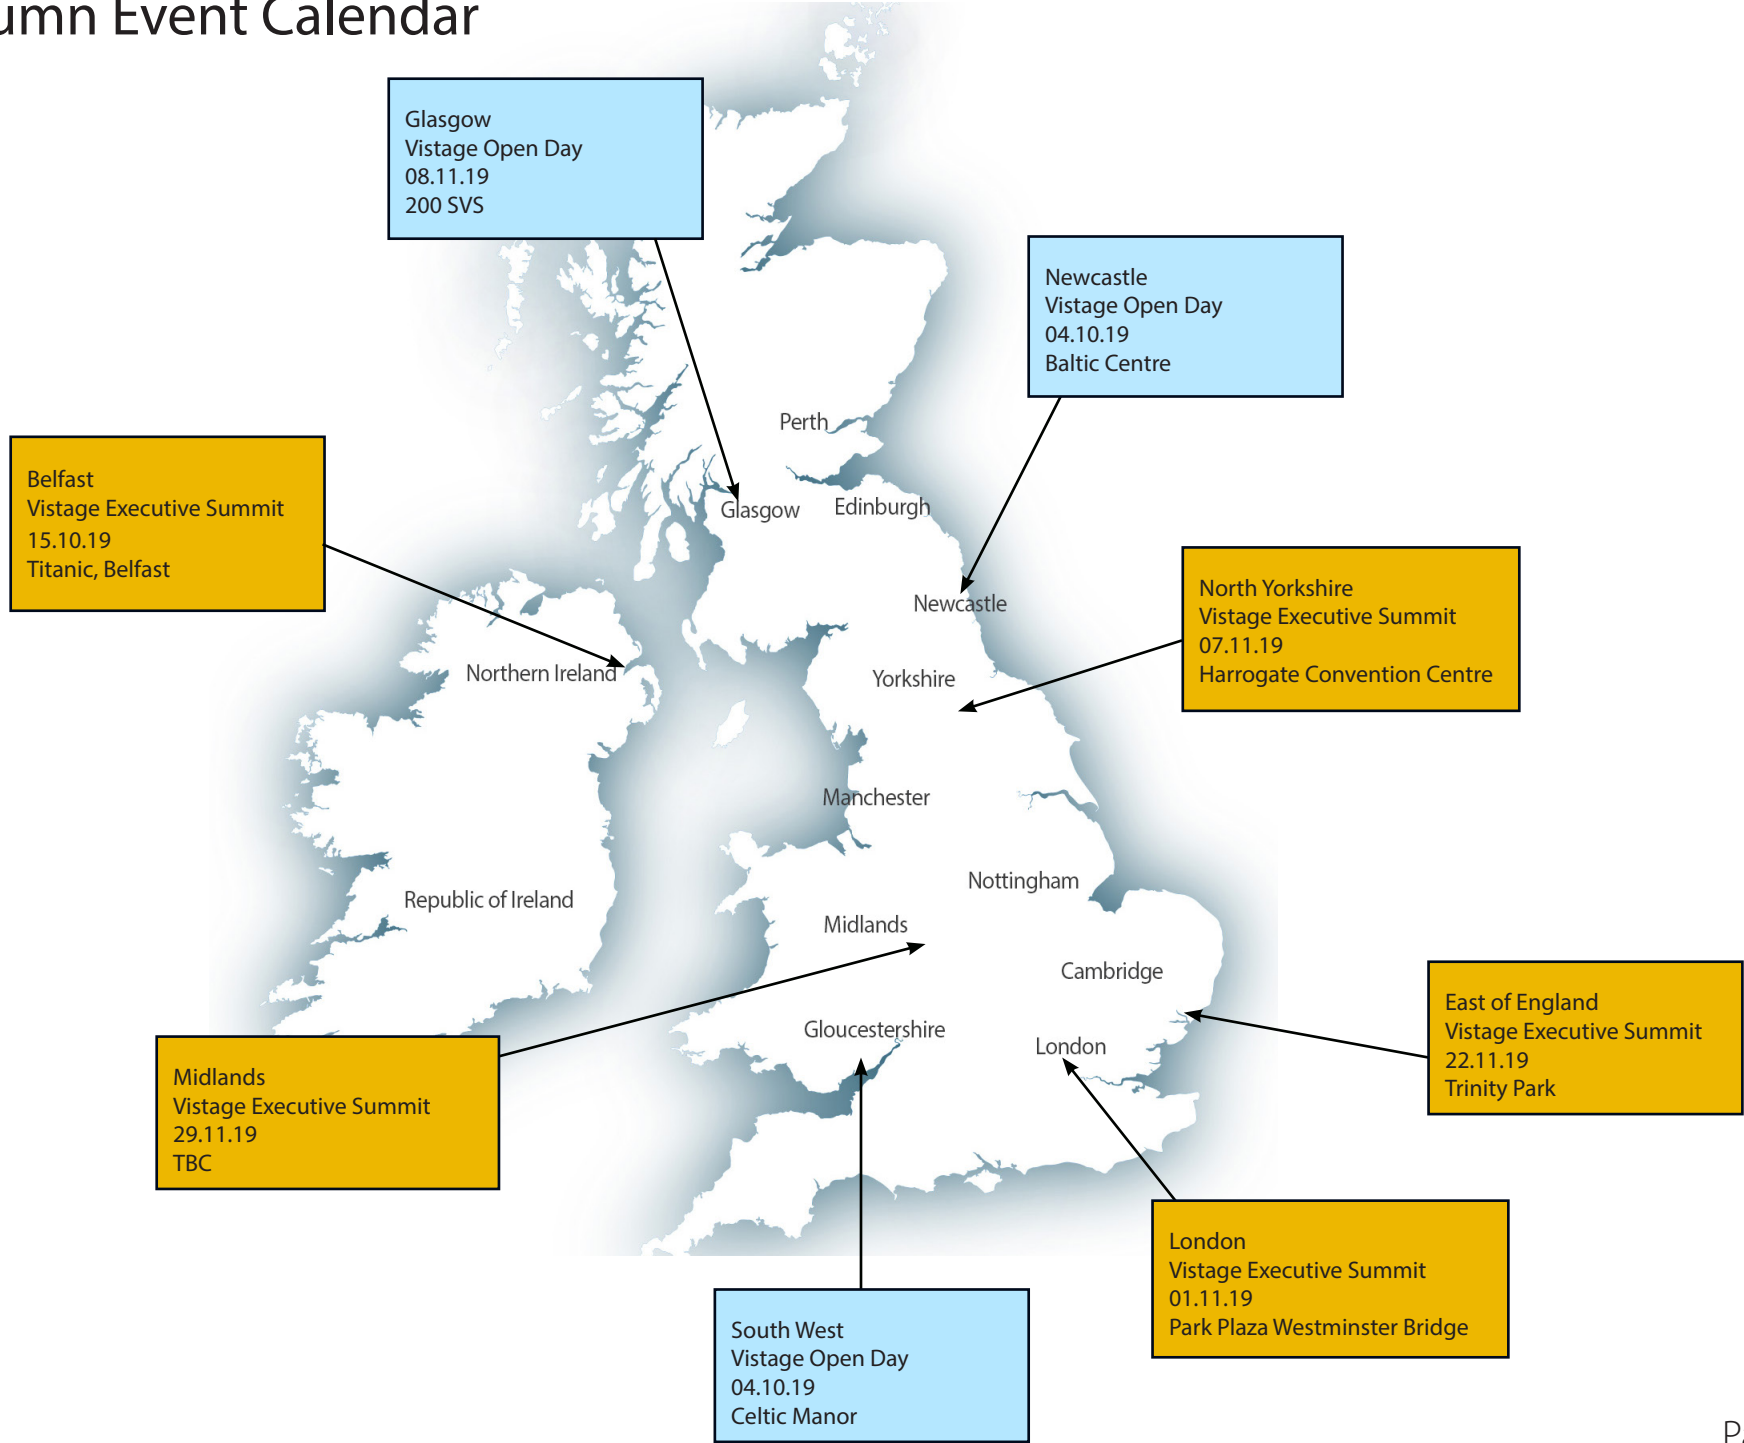 umn Event Calendar
Glasgow
Vistage Open Day
08.11.19
200 SVS
Newcastle
Vistage Open Day
04.10.19
Baltic Centre
Perth
Belfast
Vistage Executive Summit
15.10.19
Titanic, Belfast
Glasgow
Edinburgh
North Yorkshire
Vistage Executive Summit
07.11.19
Harrogate Convention Centre
Newcastle
Northern Ireland
Yorkshire
Manchester
Nottingham
Republic of Ireland
Midlands
Cambridge
East of England
Vistage Executive Summit
22.11.19
Trinity Park
Gloucestershire
London
Midlands
Vistage Executive Summit
29.11.19
TBC
London
Vistage Executive Summit
01.11.19
Park Plaza Westminster Bridge
South West
Vistage Open Day
04.10.19
Celtic Manor